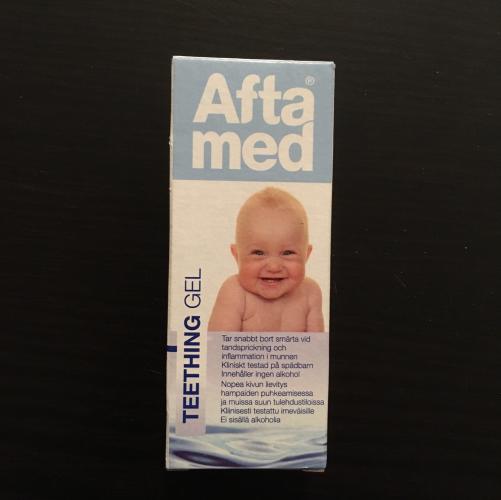 Afta®
med
TEETHING GEL
Tar snabbt bort smärta vid
tandsprickning och
inflammation i munnen
Kliniskt testad på spädbarn
Innehåller ingen alkohol
Nopea kivun lievitys
hampaiden puhkeamisessa
ja muissa suun tulehdustiloissa
Kliinisesti testattu imeväisille
Ei sisällä alkoholia